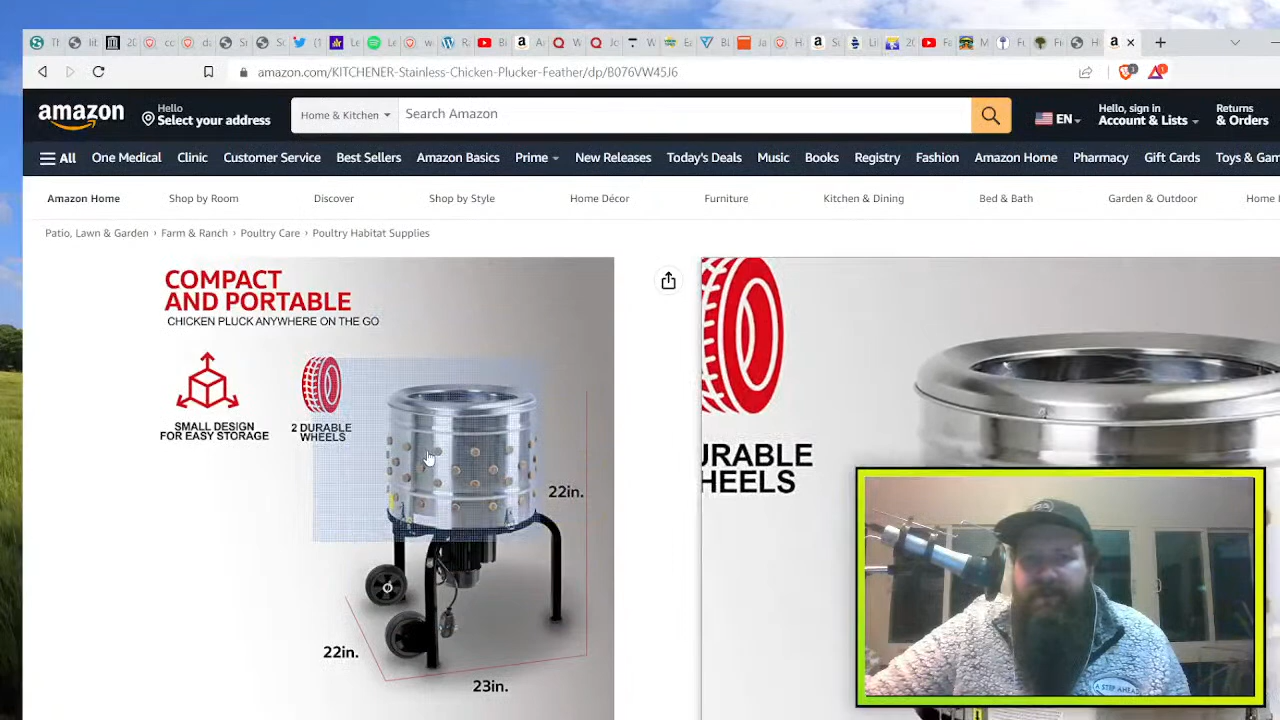 amazon.com/KITCHENER-Stainless-Chicken-Plucker-Feather/dp/B076VW45J6
amazon
Hello
Select your address
Home & Kitchen
Search Amazon
EN
Hello, sign in
Account & Lists
Returns
& Orders
All
One Medical
Clinic
Customer Service
Best Sellers
Amazon Basics
Prime
New Releases
Today's Deals
Music
Books
Registry
Fashion
Amazon Home
Pharmacy
Gift Cards
Toys & Gam
Amazon Home
Shop by Room
Discover
Shop by Style
Home Décor
Furniture
Kitchen & Dining
Bed & Bath
Garden & Outdoor
Home
Patio, Lawn & Garden › Farm & Ranch › Poultry Care › Poultry Habitat Supplies
COMPACT
AND PORTABLE
CHICKEN PLUCK ANYWHERE ON THE GO
SMALL DESIGN
FOR EASY STORAGE
2 DURABLE
WHEELS
22in.
22in.
23in.
URABLE
HEELS
A STEP AHEAD